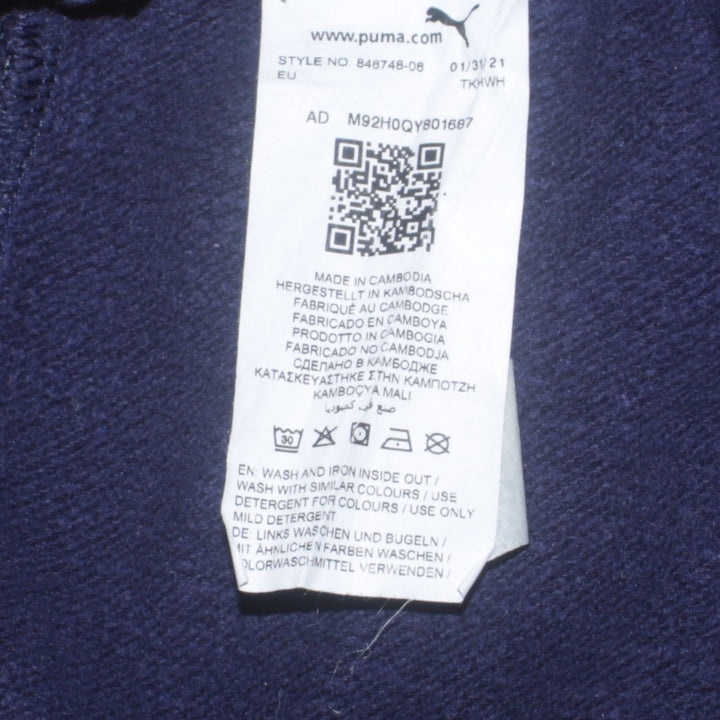 www.puma.com
STYLE NO. 848748-06 01/31/21
EU TKHWH
AD M92H0QY801687
MADE IN CAMBODIA
HERGESTELLT IN KAMBODSCHA
FABRIQUÉ AU CAMBODGE
FABRICADO EN CAMBOYA
PRODOTTO IN CAMBOGIA
FABRICADO NO CAMBODJA
СДЕЛАНО В КАМБОДЖЕ
ΚΑΤΑΣΚΕΥΑΣΤΗΚΕ ΣΤΗΝ ΚΑΜΠΟΤΖΗ
KAMBOÇYA MALI
صنع في كمبوديا
30
EN: WASH AND IRON INSIDE OUT /
WASH WITH SIMILAR COLOURS / USE
DETERGENT FOR COLOURS / USE ONLY
MILD DETERGENT
DE: LINKS WASCHEN UND BUGELN /
MIT ÄHNLICHEN FARBEN WASCHEN /
OLORWASCHMITTEL VERWENDEN /